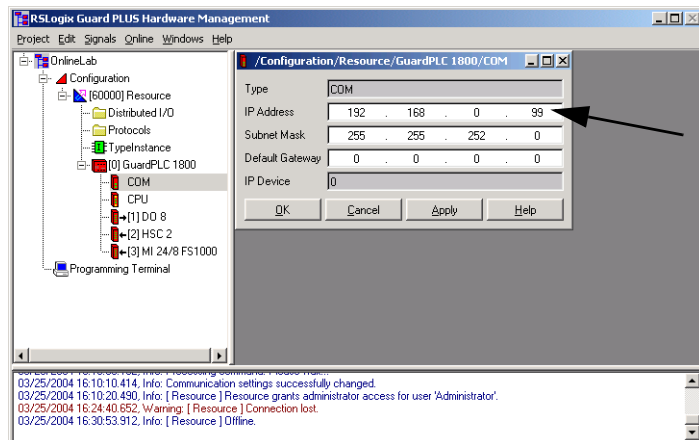 RSLogix Guard PLUS Hardware Management
Project Edit Signals Online Windows Help
OnlineLab
Configuration
[60000] Resource
Distributed I/O
Protocols
TypeInstance
[0] GuardPLC 1800
COM
CPU
[1] DO 8
[2] HSC 2
[3] MI 24/8 FS1000
Programming Terminal
/Configuration/Resource/GuardPLC 1800/COM
Type COM
IP Address 192 . 168 . 0 . 99
Subnet Mask 255 . 255 . 252 . 0
Default Gateway 0 . 0 . 0 . 0
IP Device 0
OK Cancel Apply Help
03/25/2004 16:10:10.414, Info: Communication settings successfully changed.
03/25/2004 16:10:20.490, Info: [ Resource ] Resource grants administrator access for user 'Administrator'.
03/25/2004 16:24:40.652, Warning: [ Resource ] Connection lost.
03/25/2004 16:30:53.912, Info: [ Resource ] Offline.